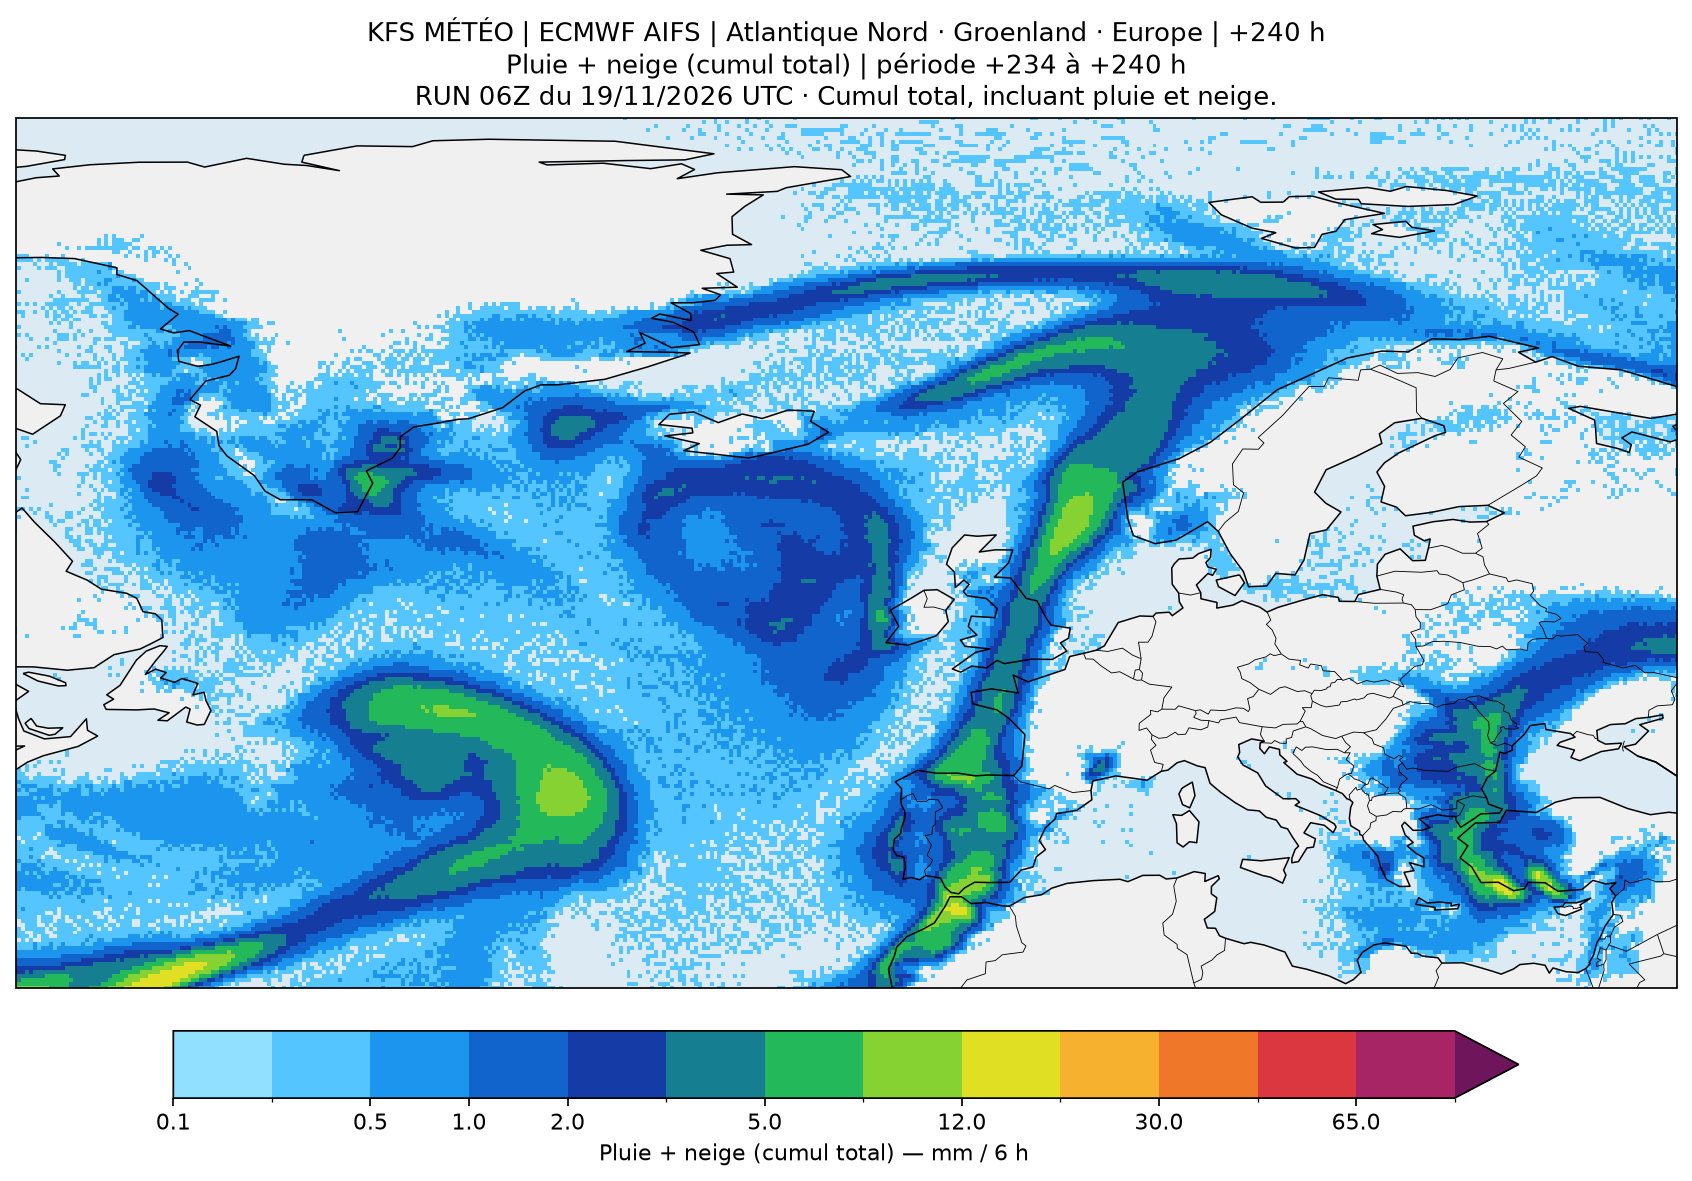 KFS MÉTÉO | ECMWF AIFS | Atlantique Nord · Groenland · Europe | +240 h
Pluie + neige (cumul total) | période +234 à +240 h
RUN 06Z du 19/11/2026 UTC · Cumul total, incluant pluie et neige.
0.1 0.5 1.0 2.0 5.0 12.0 30.0 65.0
Pluie + neige (cumul total) — mm / 6 h